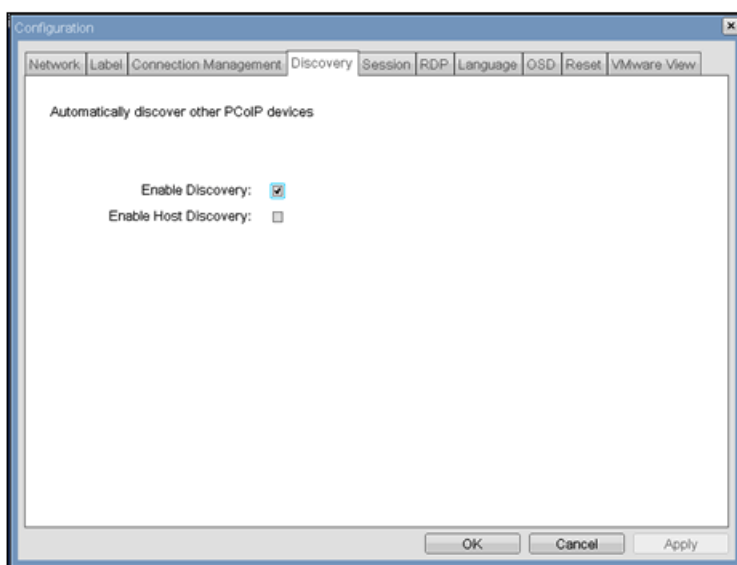 Configuration
Network Label Connection Management Discovery Session RDP Language OSD Reset VMware View
Automatically discover other PCoIP devices
Enable Discovery:
Enable Host Discovery:
OK Cancel Apply